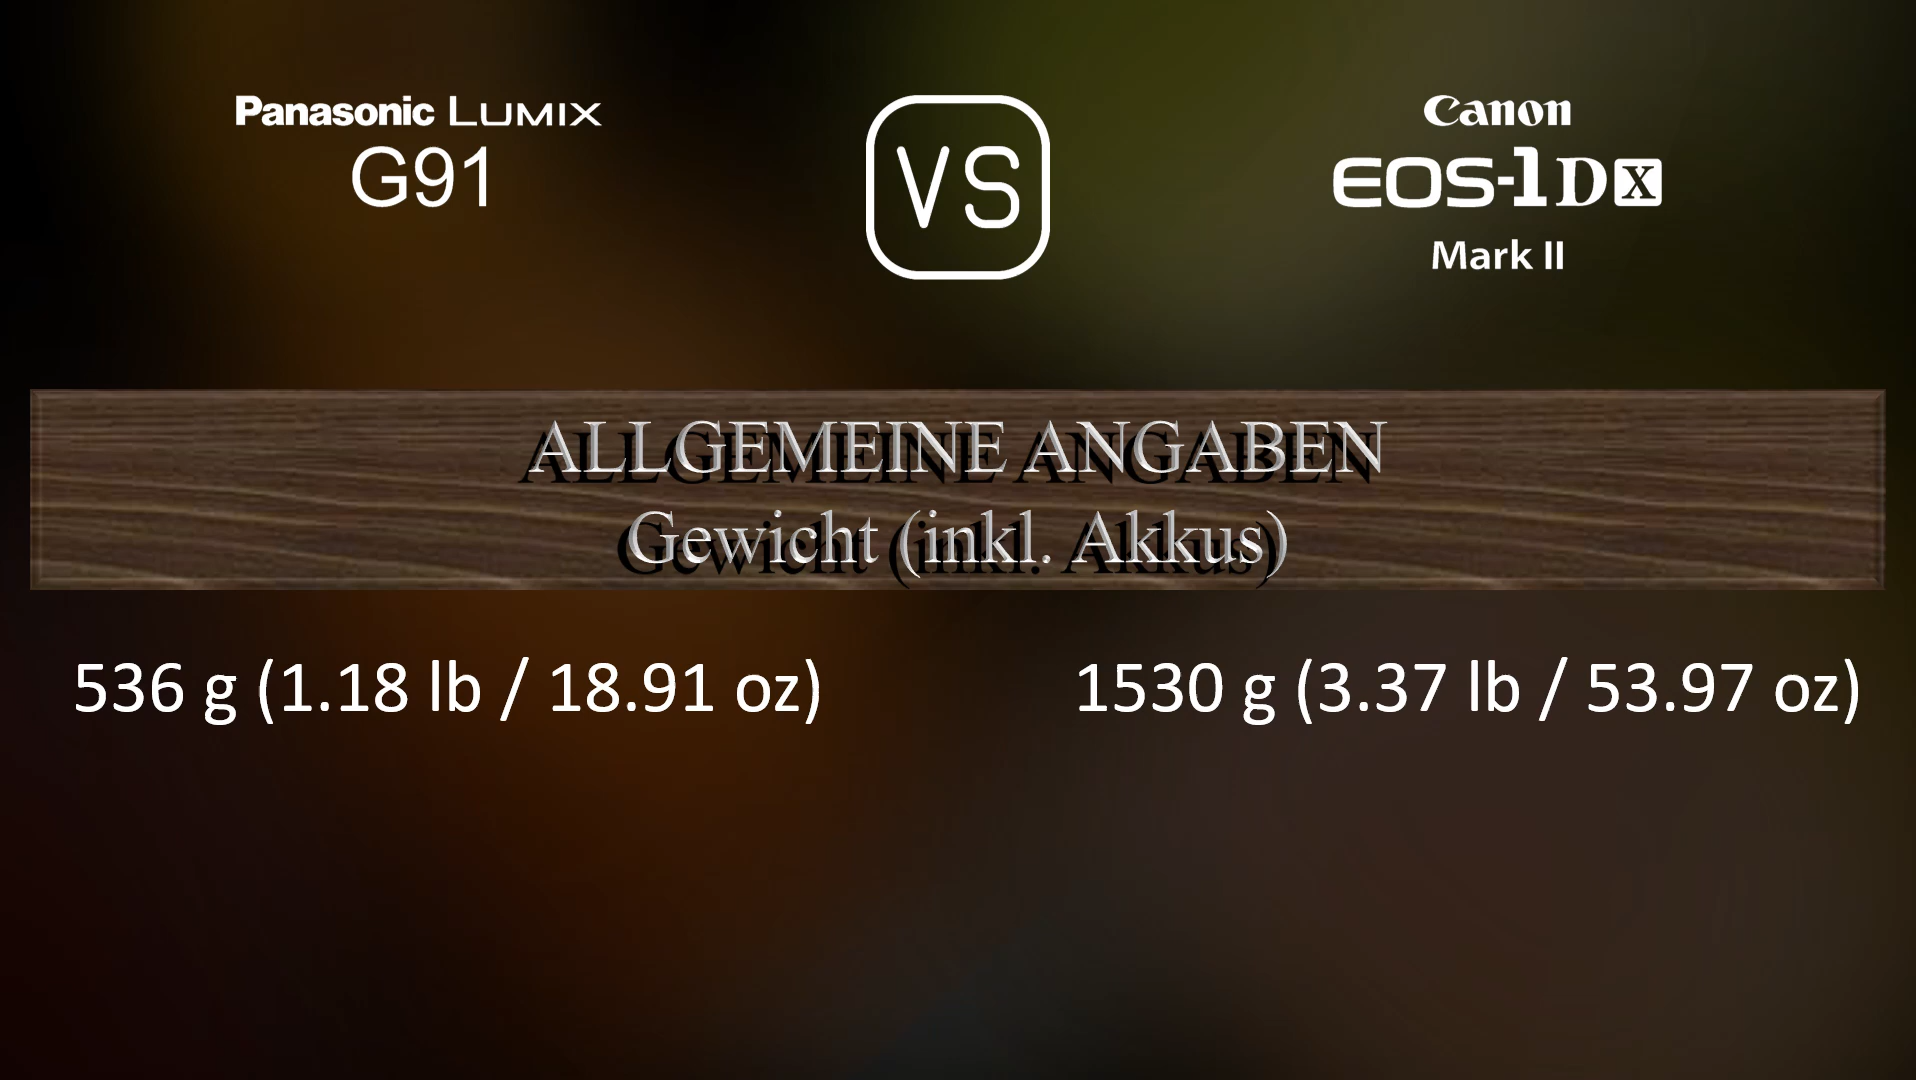 Panasonic LUMIX
G91
VS
Canon
EOS-1DX
Mark II
ALLGEMEINE ANGABEN
Gewicht (inkl. Akkus)
536 g (1.18 lb / 18.91 oz)
1530 g (3.37 lb / 53.97 oz)